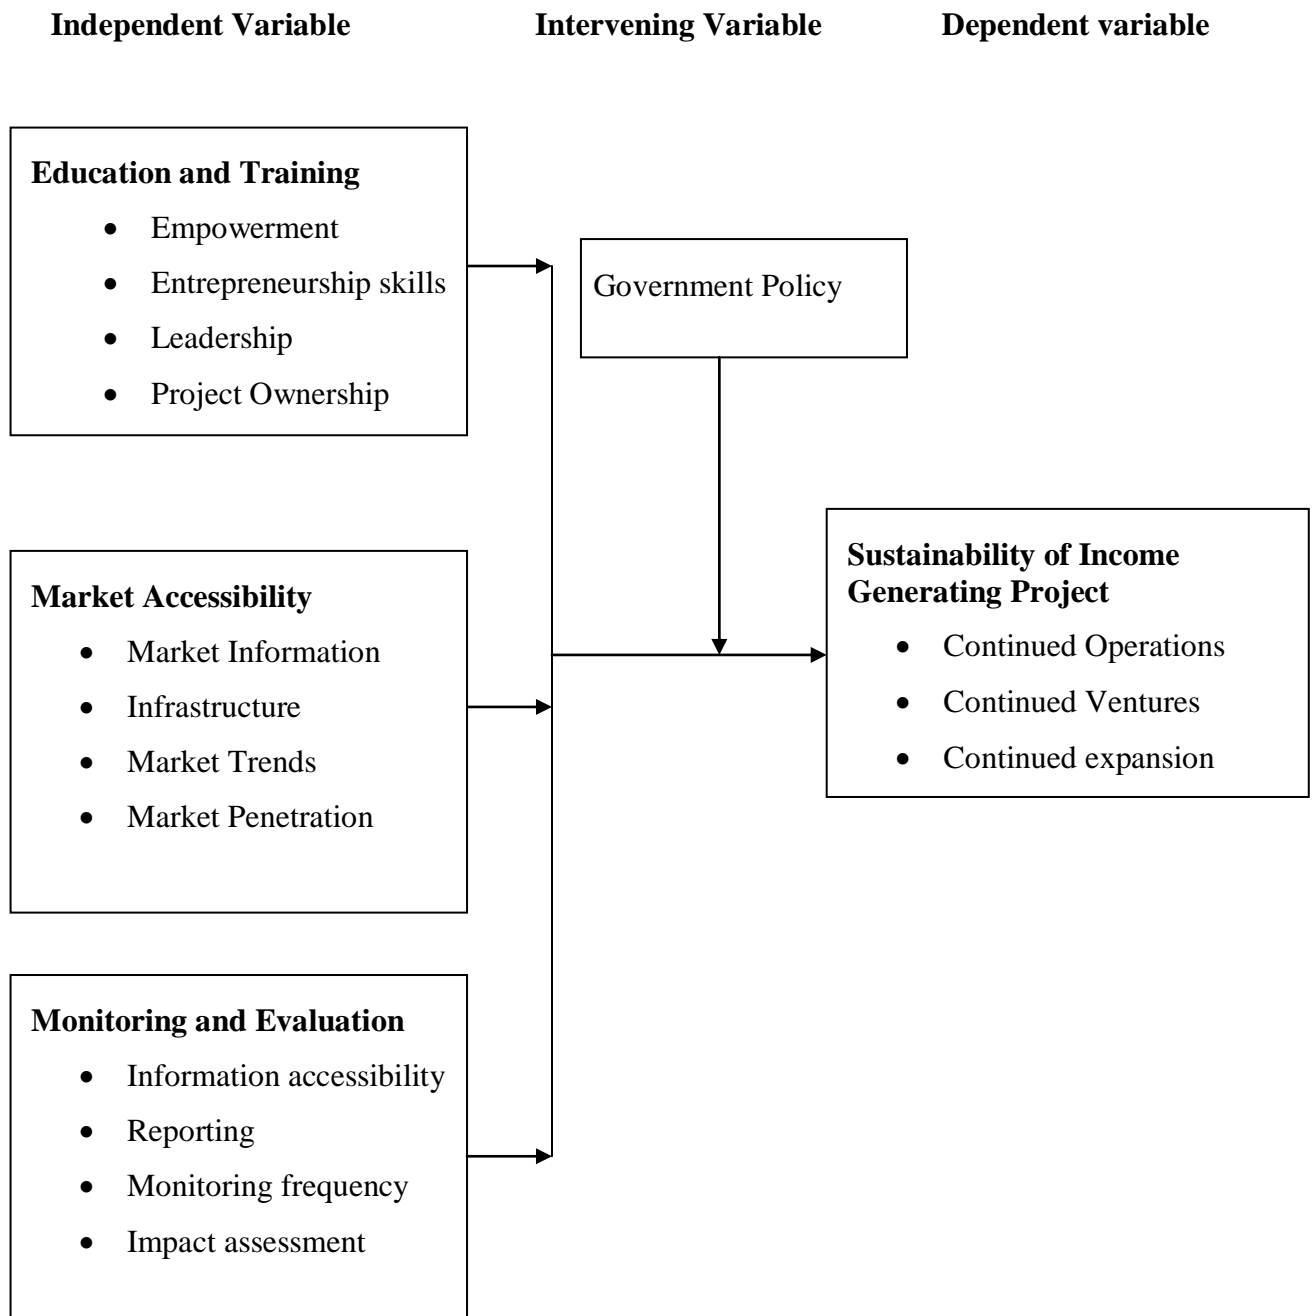 Independent Variable
Intervening Variable
Dependent variable
Education and Training
• Empowerment
• Entrepreneurship skills
• Leadership
• Project Ownership
Government Policy
Market Accessibility
• Market Information
• Infrastructure
• Market Trends
• Market Penetration
Sustainability of Income
Generating Project
• Continued Operations
• Continued Ventures
• Continued expansion
Monitoring and Evaluation
• Information accessibility
• Reporting
• Monitoring frequency
• Impact assessment